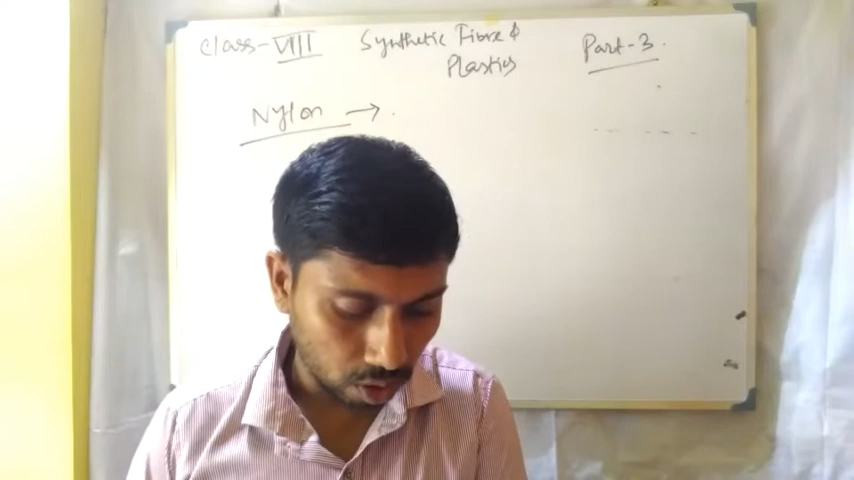 Class-VIII Synthetic Fibre & Part-3.
Plastics
Nylon →